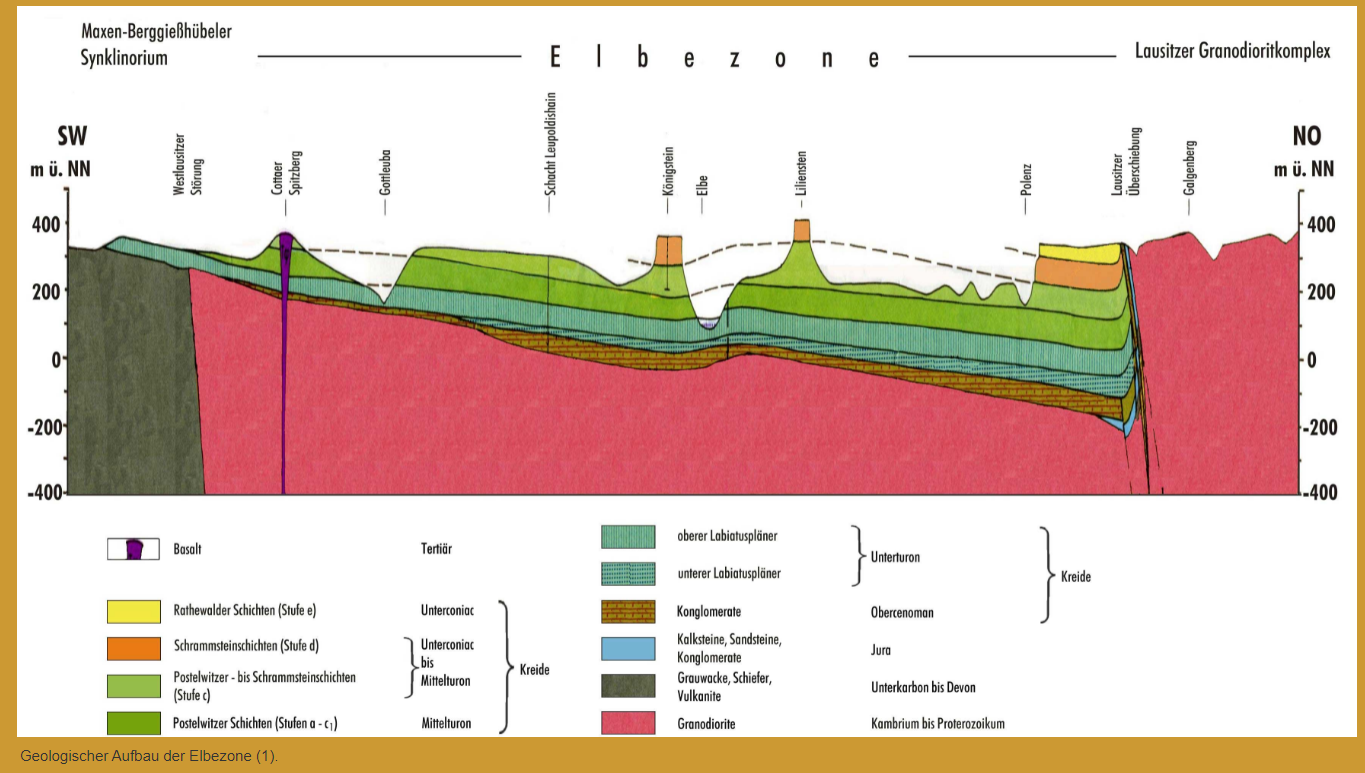 Maxen-Berggießhübeler
Synklinorium
E l b e z o n e
Lausitzer Granodioritkomplex
SW
m ü. NN
NO
m ü. NN
Westlausitzer
Störung
Cottaer
Spitzberg
Gottleuba
Schacht Leupoldishain
Königstein
Elbe
Liliensten
Polenz
Lausitzer
Überschiebung
Galgenberg
400
200
0
-200
-400
400
200
0
-200
-400
Basalt
Tertiär
Rathewalder Schichten (Stufe e)
Unterconiac
Schrammsteinschichten (Stufe d)
Unterconiac
bis
Mittelturon
Postelwitzer - bis Schrammsteinschichten
(Stufe c)
Postelwitzer Schichten (Stufen a - c₁)
Mittelturon
Kreide
oberer Labiatuspläner
unterer Labiatuspläner
Unterturon
Konglomerate
Obercenoman
Kreide
Kalksteine, Sandsteine,
Konglomerate
Jura
Grauwacke, Schiefer,
Vulkanite
Unterkarbon bis Devon
Granodiorite
Kambrium bis Proterozoikum
Geologischer Aufbau der Elbezone (1).